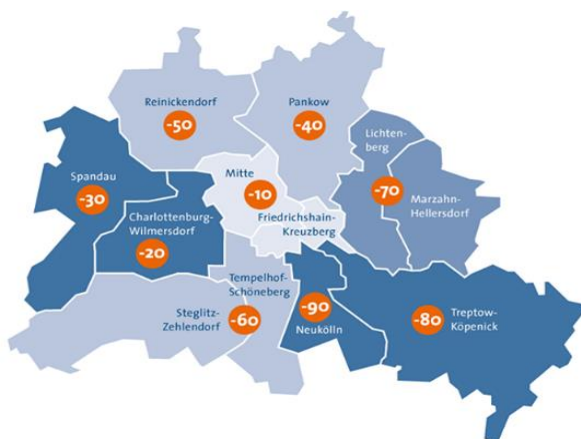 Reinickendorf
-50
Pankow
-40
Lichten-
berg
Spandau
-30
Mitte
-10
-70
Marzahn-
Hellersdorf
Charlottenburg-
Wilmersdorf
-20
Friedrichshain-
Kreuzberg
Tempelhof-
Schöneberg
Steglitz-
Zehlendorf
-60
-90
Neukölln
-80
Treptow-
Köpenick